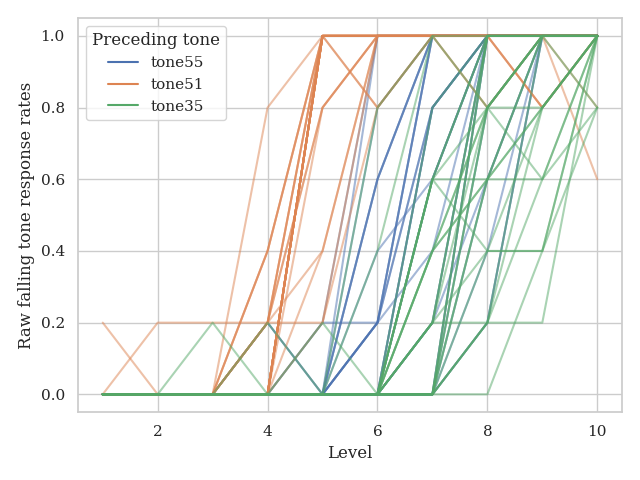 Preceding tone
tone55
tone51
tone35
Raw falling tone response rates
1.0
0.8
0.6
0.4
0.2
0.0
2 4 6 8 10
Level